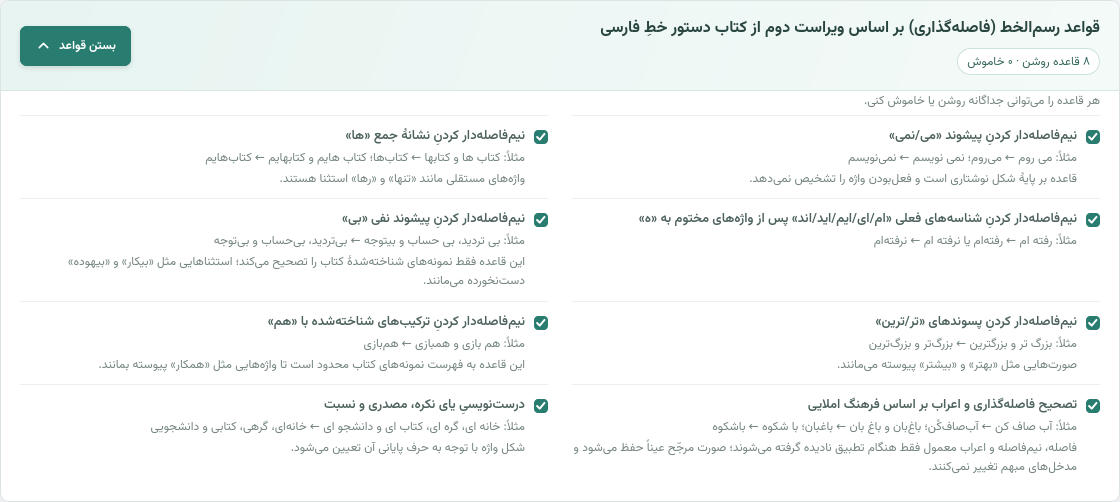 قواعد رسم‌الخط (فاصله‌گذاری) بر اساس ویراست دوم از کتاب دستور خطِ فارسی
۸ قاعده روشن · ۰ خاموش
بستن قواعد
هر قاعده را می‌توانی جداگانه روشن یا خاموش کنی.
نیم‌فاصله‌دار کردنِ پیشوند «می/نمی»
مثلاً: می روم ← می‌روم؛ نمی نویسم ← نمی‌نویسم
قاعده بر پایهٔ شکل نوشتاری است و فعل‌بودن واژه را تشخیص نمی‌دهد.
نیم‌فاصله‌دار کردنِ نشانهٔ جمع «ها»
مثلاً: کتاب ها و کتابها ← کتاب‌ها؛ کتاب هایم و کتابهایم ← کتاب‌هایم
واژه‌های مستقلی مانند «تنها» و «رها» استثنا هستند.
نیم‌فاصله‌دار کردنِ شناسه‌های فعلی «ام/ای/ایم/اید/اند» پس از واژه‌های مختوم به «ه»
مثلاً: رفته ام ← رفته‌ام یا نرفته ام ← نرفته‌ام
نیم‌فاصله‌دار کردنِ پیشوند نفی «بی»
مثلاً: بی تردید، بی حساب و بیتوجه ← بی‌تردید، بی‌حساب و بی‌توجه
این قاعده فقط نمونه‌های شناخته‌شدهٔ کتاب را تصحیح می‌کند؛ استثناهایی مثل «بیکار» و «بیهوده»
دست‌نخورده می‌مانند.
نیم‌فاصله‌دار کردنِ پسوندهای «تر/ترین»
مثلاً: بزرگ تر و بزرگترین ← بزرگ‌تر و بزرگ‌ترین
صورت‌هایی مثل «بهتر» و «بیشتر» پیوسته می‌مانند.
نیم‌فاصله‌دار کردنِ ترکیب‌های شناخته‌شده با «هم»
مثلاً: هم بازی و همبازی ← هم‌بازی
این قاعده به فهرست نمونه‌های کتاب محدود است تا واژه‌هایی مثل «همکار» پیوسته بمانند.
تصحیح فاصله‌گذاری و اعراب بر اساس فرهنگ املایی
مثلاً: آب صاف کن ← آب‌صاف‌کُن؛ باغ‌بان و باغ بان ← باغبان؛ با شکوه ← باشکوه
فاصله، نیم‌فاصله و اعراب معمول فقط هنگام تطبیق نادیده گرفته می‌شوند؛ صورت مرجّح عیناً حفظ می‌شود و
مدخل‌های مبهم تغییر نمی‌کنند.
درست‌نویسیِ یای نکره، مصدری و نسبت
مثلاً: خانه ای، گره ای، کتاب ای و دانشجو ای ← خانه‌ای، گرهی، کتابی و دانشجویی
شکل واژه با توجه به حرف پایانی آن تعیین می‌شود.